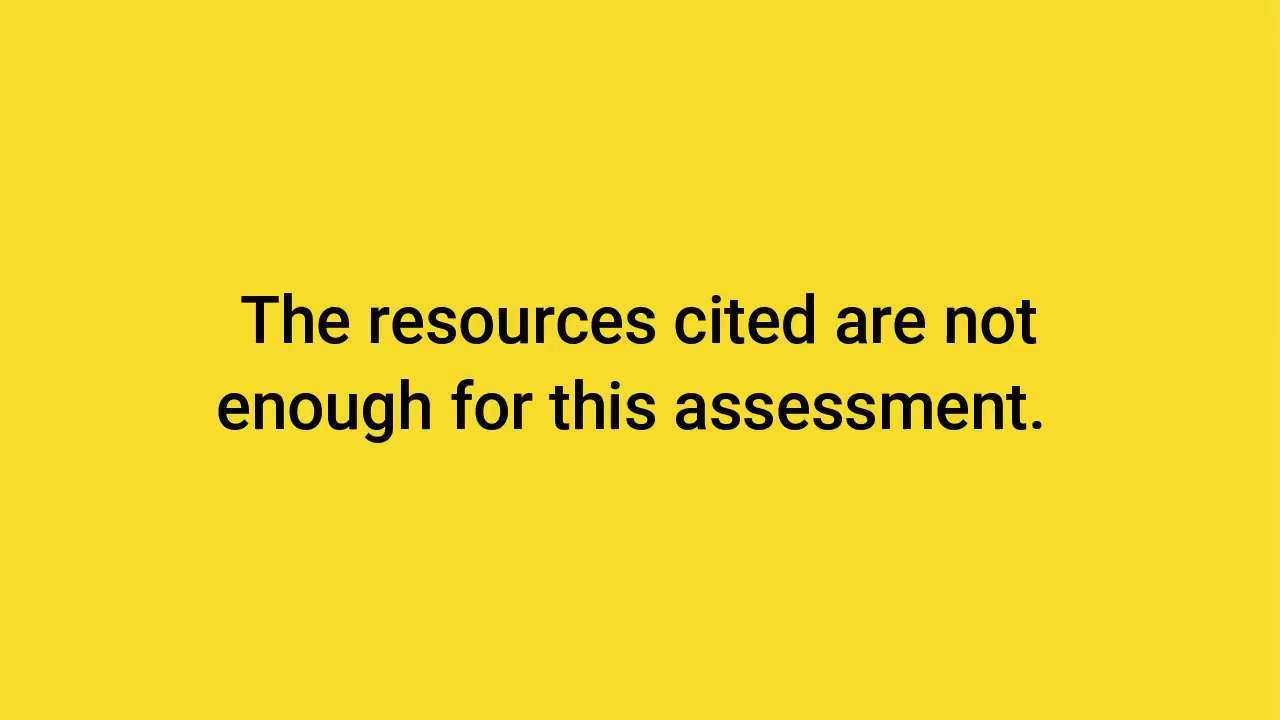 The resources cited are not
enough for this assessment.